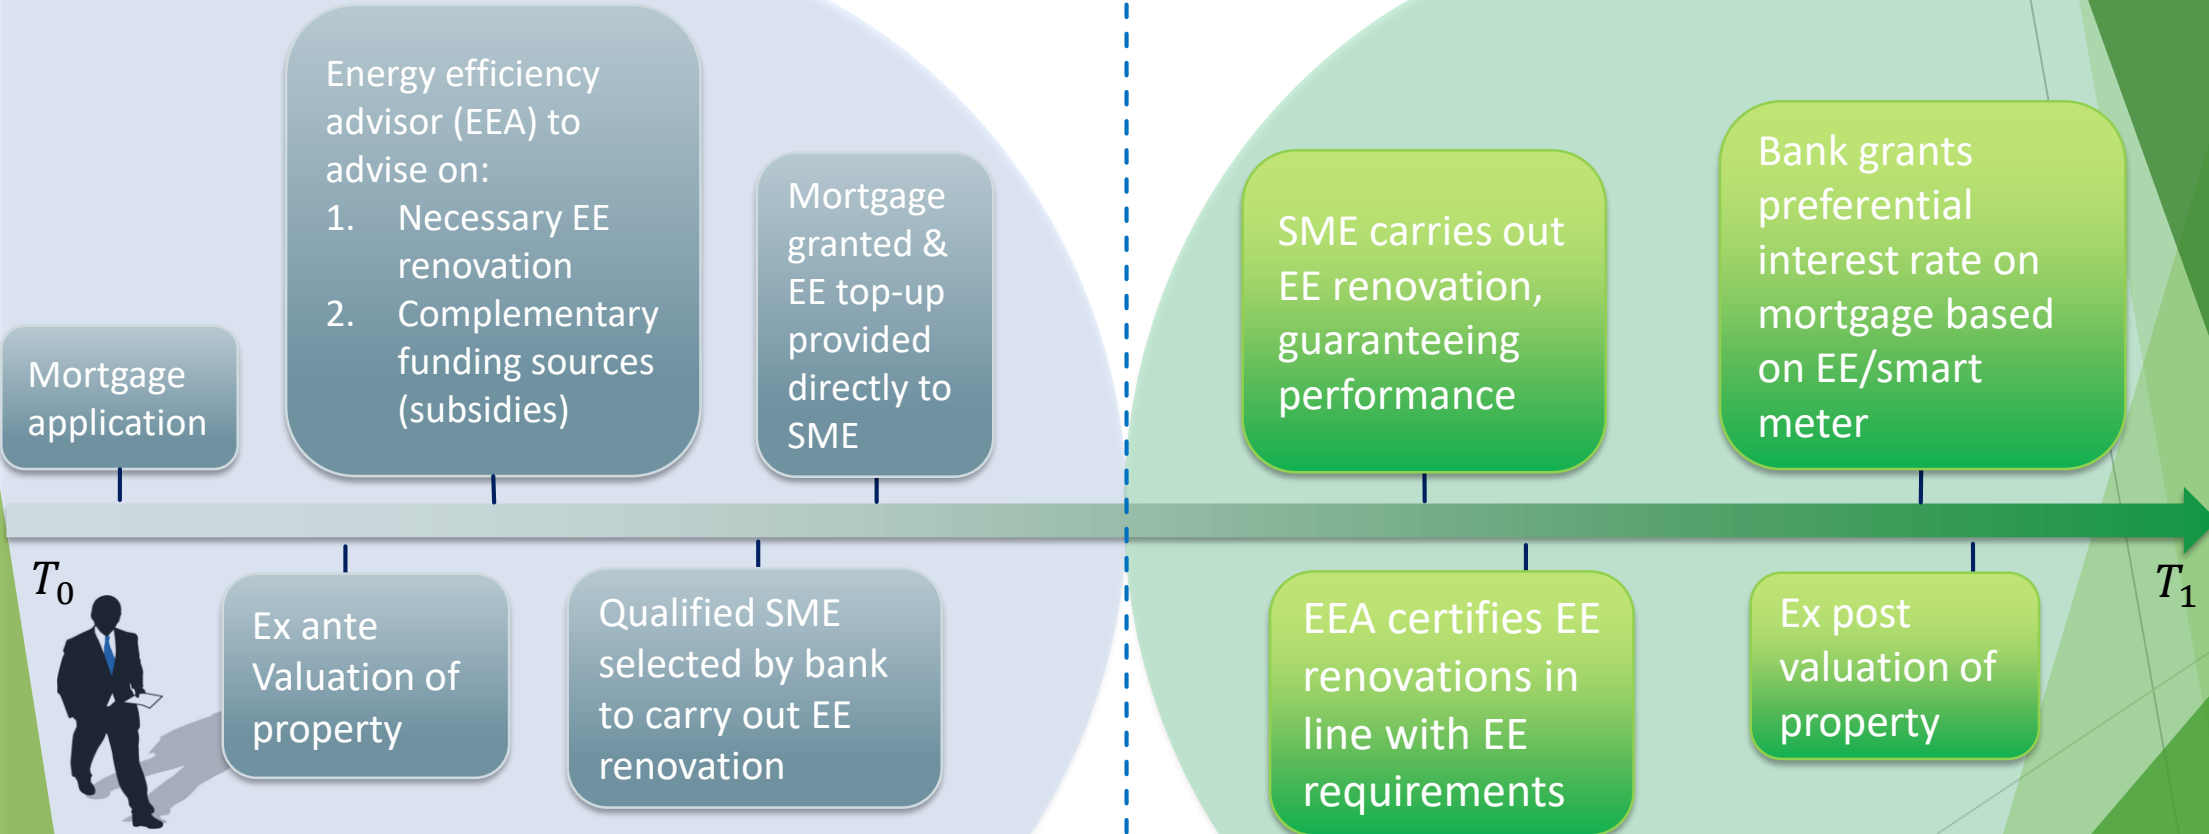 Energy efficiency
advisor (EEA) to
advise on:
1. Necessary EE
renovation
2. Complementary
funding sources
(subsidies)
Mortgage
application
Mortgage
granted &
EE top-up
provided
directly to
SME
SME carries out
EE renovation,
guaranteeing
performance
Bank grants
preferential
interest rate on
mortgage based
on EE/smart
meter
T0
Ex ante
Valuation of
property
Qualified SME
selected by bank
to carry out EE
renovation
EEA certifies EE
renovations in
line with EE
requirements
Ex post
valuation of
property
T1